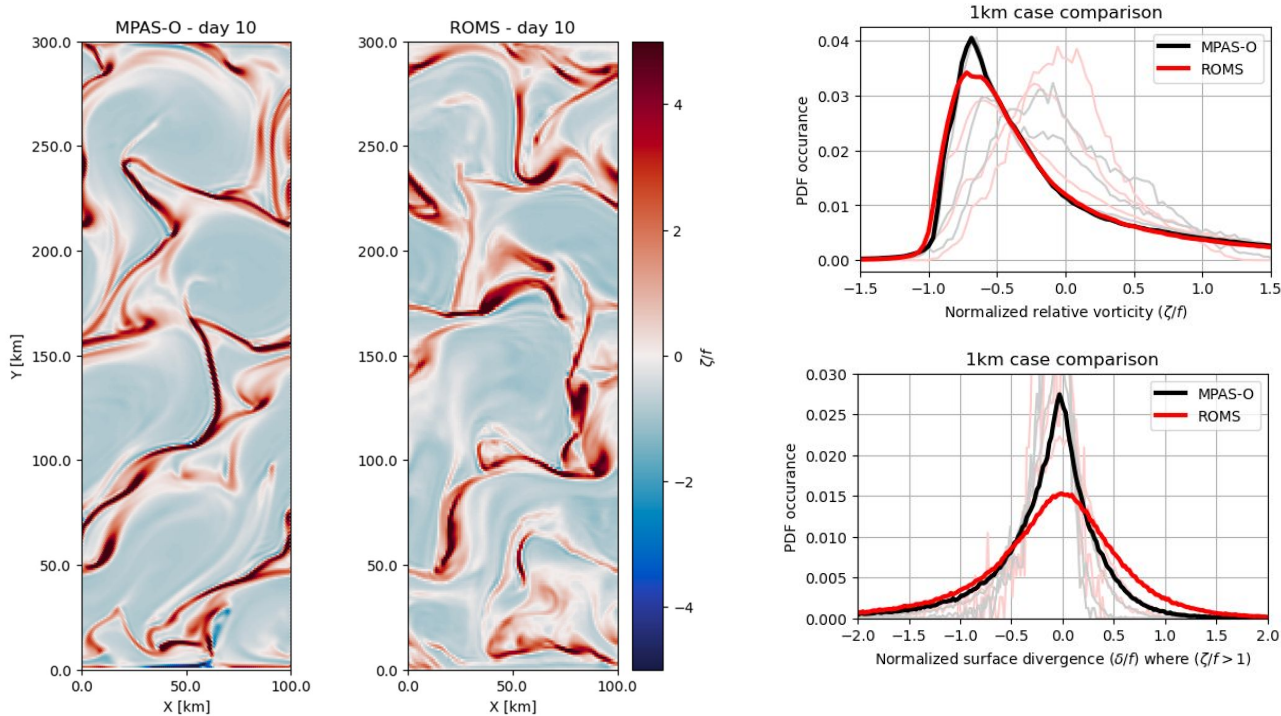 MPAS-O - day 10
300.0
250.0
200.0
150.0
100.0
50.0
0.0
Y [km]
0.0 50.0 100.0
X [km]
ROMS - day 10
300.0
250.0
200.0
150.0
100.0
50.0
0.0
0.0 50.0 100.0
X [km]
4
2
0
−2
−4
ζ/f
1km case comparison
MPAS-O
ROMS
0.04
0.03
0.02
0.01
0.00
PDF occurance
−1.5 −1.0 −0.5 0.0 0.5 1.0 1.5
Normalized relative vorticity (ζ/f)
1km case comparison
MPAS-O
ROMS
0.030
0.025
0.020
0.015
0.010
0.005
0.000
PDF occurance
−2.0 −1.5 −1.0 −0.5 0.0 0.5 1.0 1.5 2.0
Normalized surface divergence (δ/f) where (ζ/f > 1)